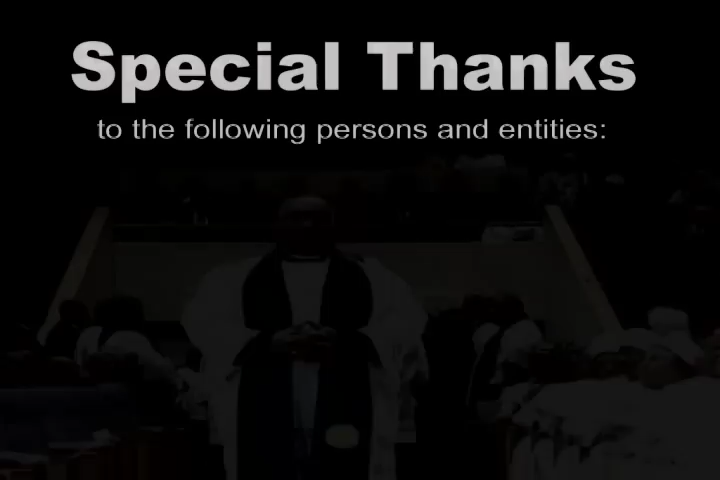 Special Thanks
to the following persons and entities: